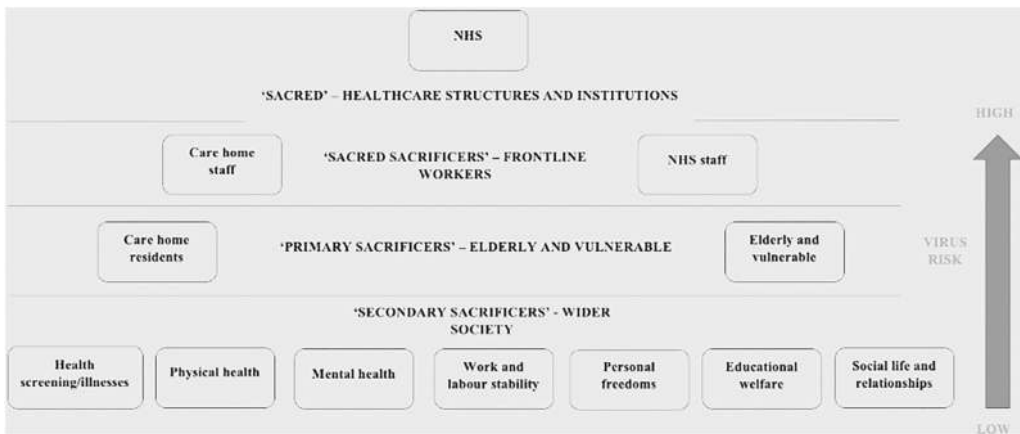 NHS
‘SACRED’ – HEALTHCARE STRUCTURES AND INSTITUTIONS
HIGH
Care home
staff
‘SACRED SACRIFICERS’ – FRONTLINE
WORKERS
NHS staff
Care home
residents
‘PRIMARY SACRIFICERS’ – ELDERLY AND VULNERABLE
Elderly and
vulnerable
VIRUS
RISK
‘SECONDARY SACRIFICERS’ - WIDER
SOCIETY
Health
screening/illnesses
Physical health
Mental health
Work and
labour stability
Personal
freedoms
Educational
welfare
Social life and
relationships
LOW